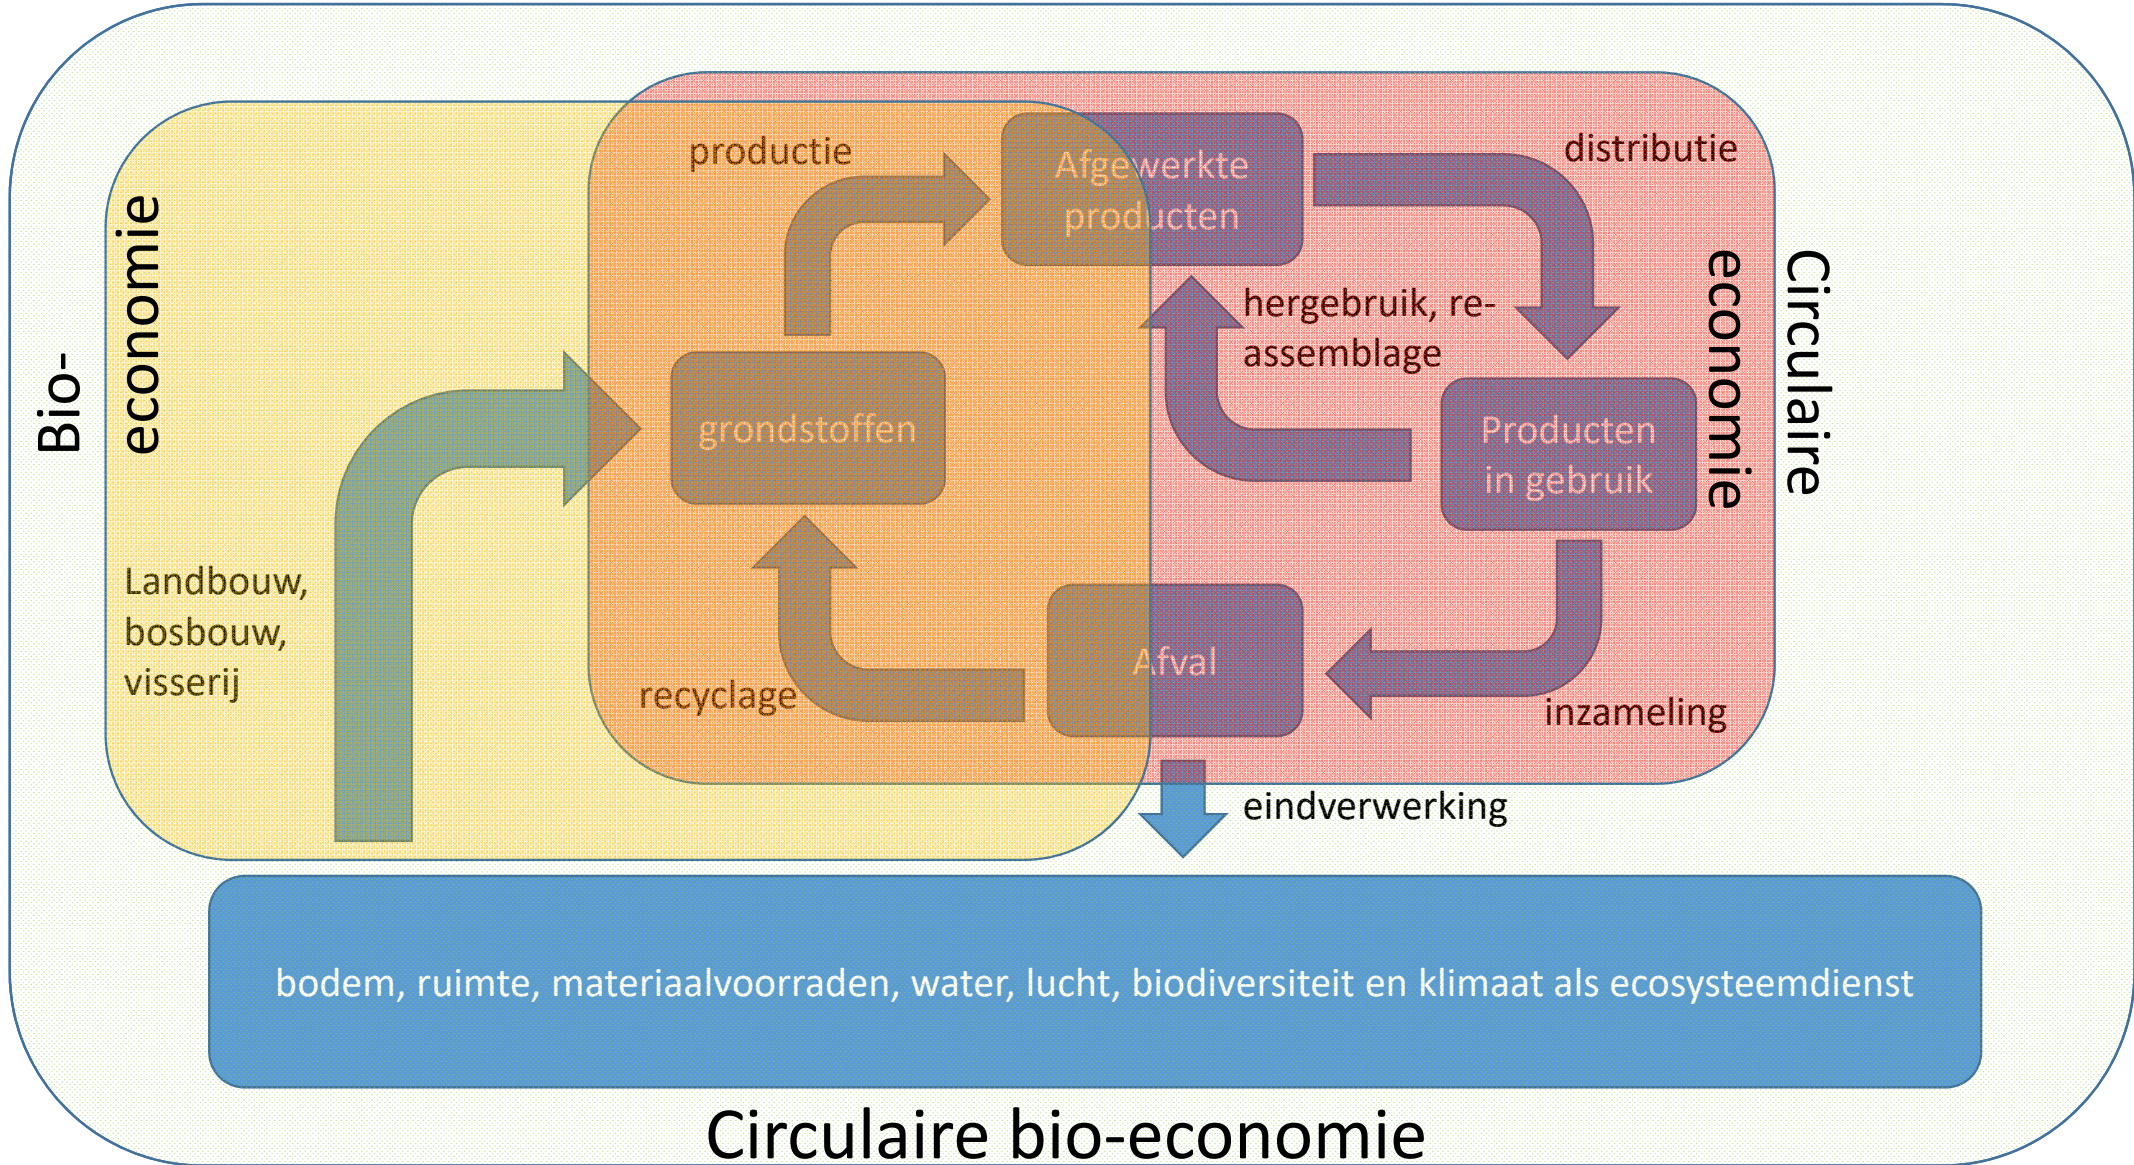 productie
Afgewerkte
producten
distributie
Bio-
economie
hergebruik, re-
assemblage
Circulaire
economie
grondstoffen
Producten
in gebruik
Landbouw,
bosbouw,
visserij
recyclage
Afval
inzameling
eindverwerking
bodem, ruimte, materiaalvoorraden, water, lucht, biodiversiteit en klimaat als ecosysteemdienst
Circulaire bio-economie